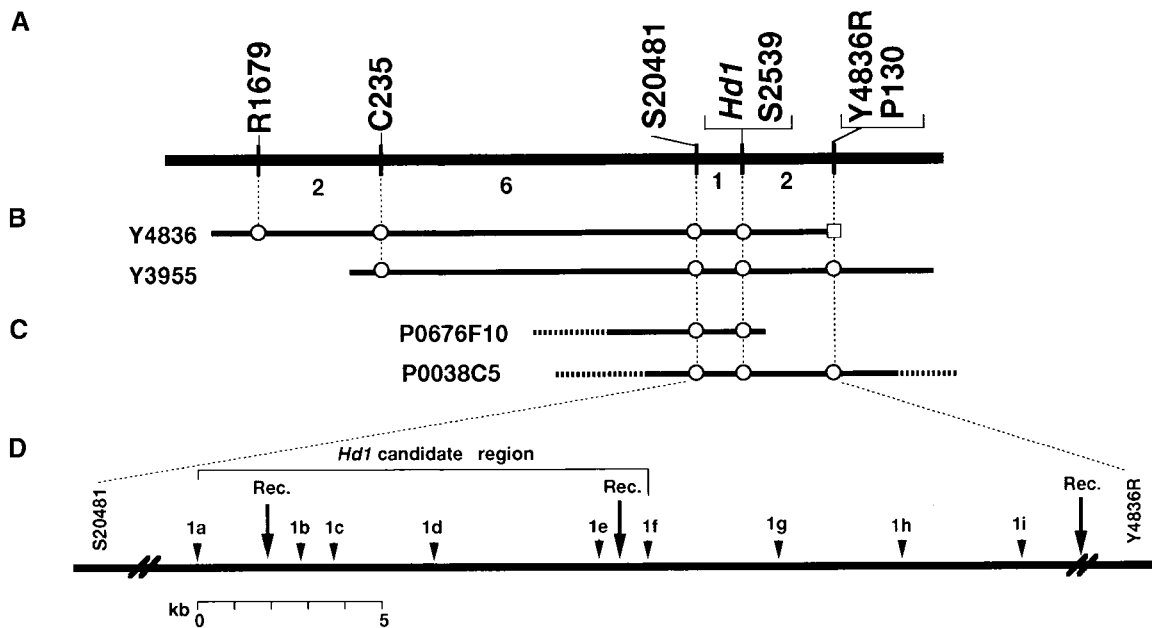 A
R1679
C235
S20481
Hd1
S2539
Y4836R
P130
2
6
1
2
B
Y4836
Y3955
C
P0676F10
P0038C5
D
Hd1 candidate region
S20481
Rec.
Rec.
Rec.
Y4836R
1a
1b
1c
1d
1e
1f
1g
1h
1i
kb
0
5